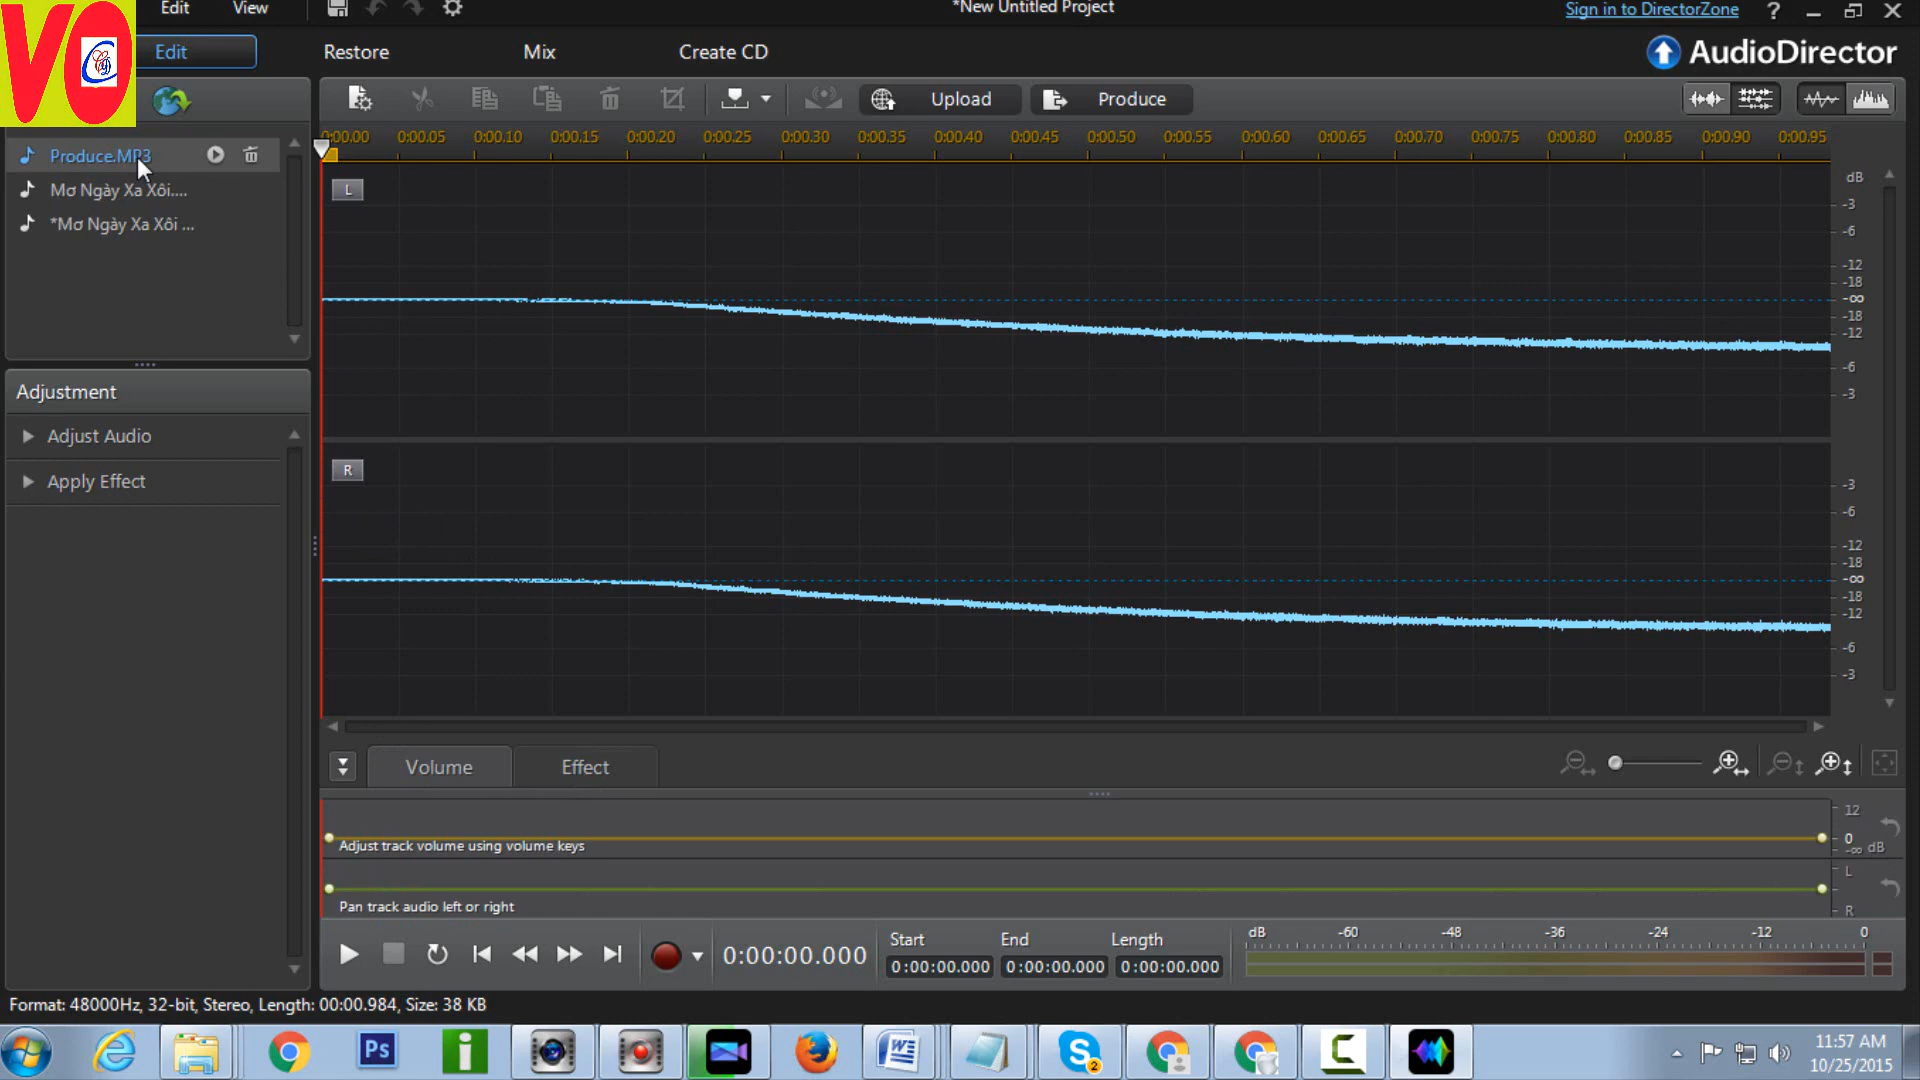 Edit View *New Untitled Project Sign in to DirectorZone ?
VO
Edit Restore Mix Create CD AudioDirector
Upload Produce
0:00.00 0:00.05 0:00.10 0:00.15 0:00.20 0:00.25 0:00.30 0:00.35 0:00.40 0:00.45 0:00.50 0:00.55 0:00.60 0:00.65 0:00.70 0:00.75 0:00.80 0:00.85 0:00.90 0:00.95
Produce.MP3
Mơ Ngày Xa Xôi....
*Mơ Ngày Xa Xôi ...
L
dB
-3
-6
-12
-18
-∞
-18
-12
-6
-3
Adjustment
Adjust Audio
Apply Effect
R
-3
-6
-12
-18
-∞
-18
-12
-6
-3
Volume Effect
12
0
-∞ dB
Adjust track volume using volume keys
L
R
Pan track audio left or right
0:00:00.000
Start End Length
0:00:00.000 0:00:00.000 0:00:00.000
dB -60 -48 -36 -24 -12 0
Format: 48000Hz, 32-bit, Stereo, Length: 00:00.984, Size: 38 KB
Ps
W
S
2
C
11:57 AM
10/25/2015